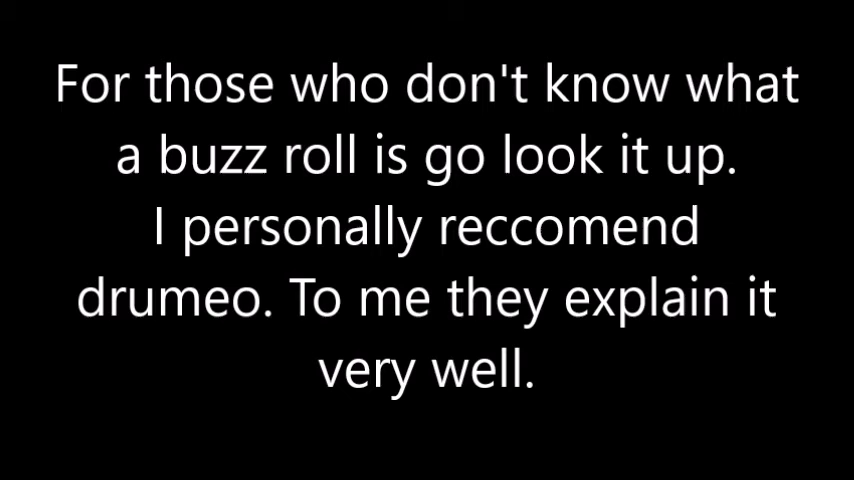 For those who don't know what
a buzz roll is go look it up.
I personally reccomend
drumeo. To me they explain it
very well.